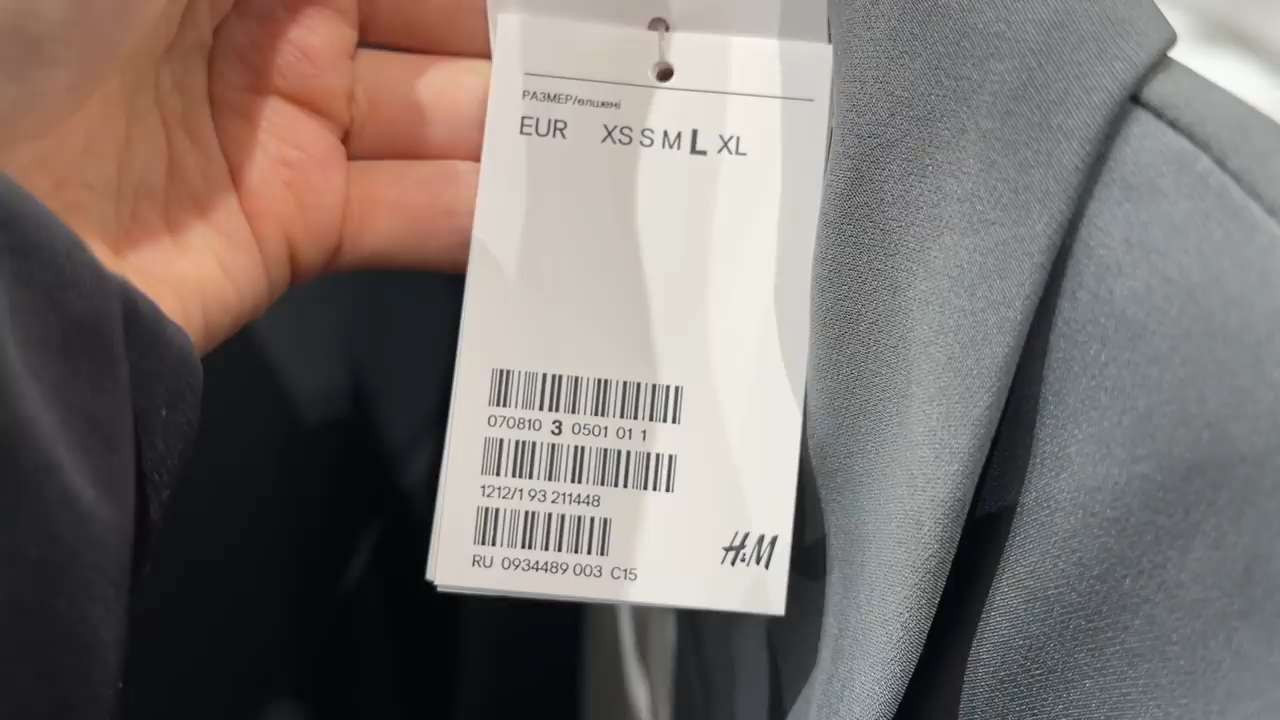 РАЗМЕР/өлшемі
EUR XS S M L XL
070810 3 0501 01 1
1212/1 93 211448
RU 0934489 003 C15
H&M